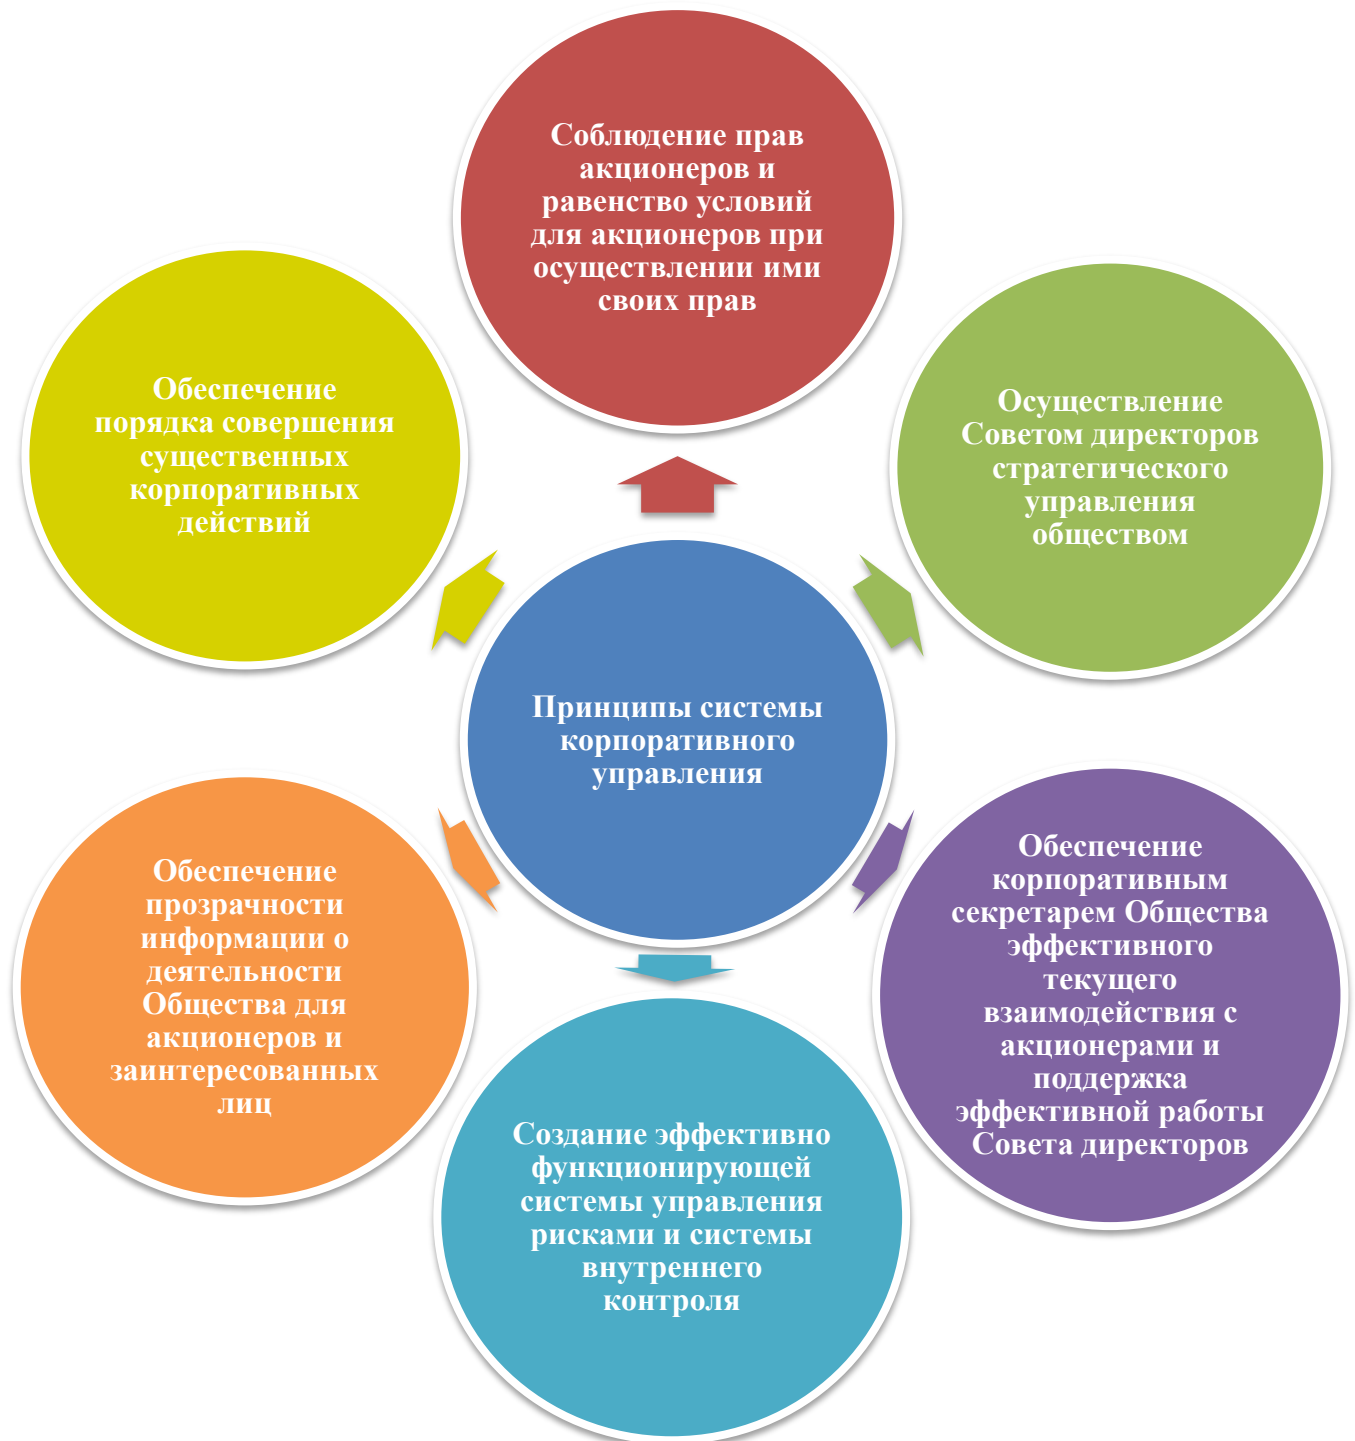 Соблюдение прав
акционеров и
равенство условий
для акционеров при
осуществлении ими
своих прав
Осуществление
Советом директоров
стратегического
управления
обществом
Обеспечение
корпоративным
секретарем Общества
эффективного
текущего
взаимодействия с
акционерами и
поддержка
эффективной работы
Совета директоров
Создание эффективно
функционирующей
системы управления
рисками и системы
внутреннего
контроля
Обеспечение
прозрачности
информации о
деятельности
Общества для
акционеров и
заинтересованных
лиц
Обеспечение
порядка совершения
существенных
корпоративных
действий
Принципы системы
корпоративного
управления